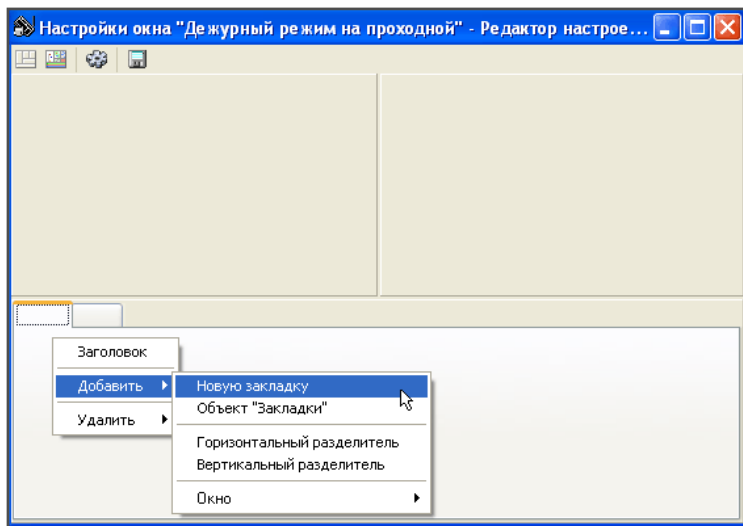 Настройки окна "Дежурный режим на проходной" - Редактор настрое...
Заголовок
Добавить
Удалить
Новую закладку
Объект "Закладки"
Горизонтальный разделитель
Вертикальный разделитель
Окно